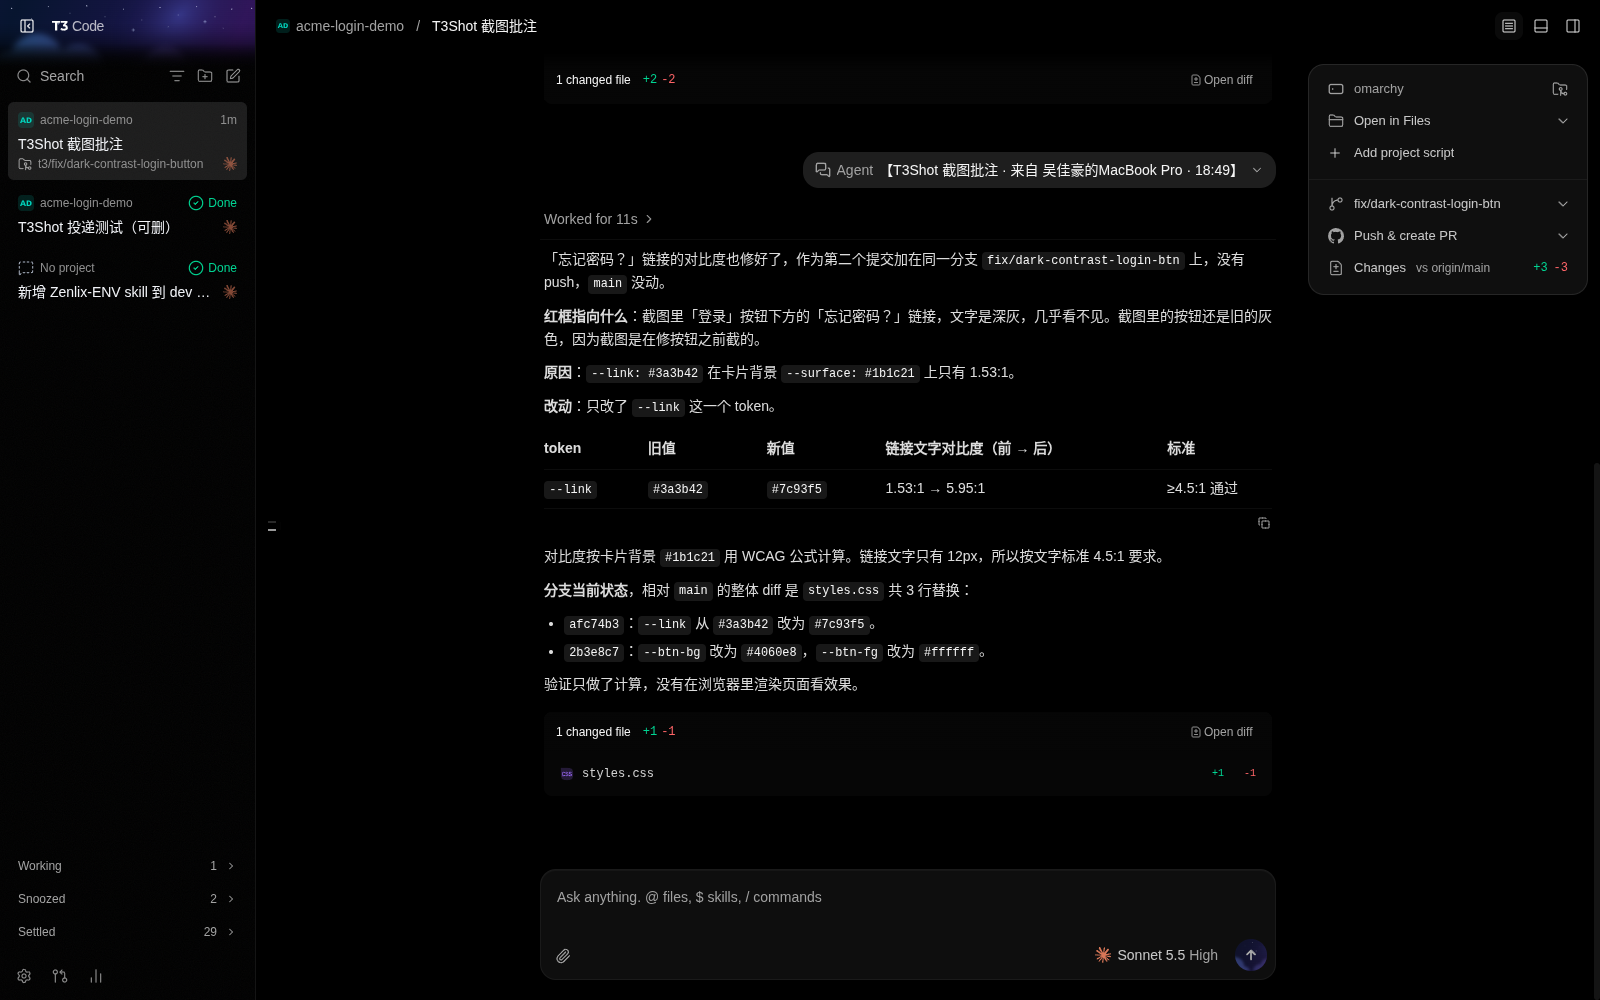 T3 Code
Search
AD acme-login-demo 1m
T3Shot 截图批注
t3/fix/dark-contrast-login-button
AD acme-login-demo Done
T3Shot 投递测试（可删）
No project Done
新增 Zenlix-ENV skill 到 dev …
Working 1
Snoozed 2
Settled 29
AD acme-login-demo / T3Shot 截图批注
1 changed file +2 -2 Open diff
Agent 【T3Shot 截图批注 · 来自 吴佳豪的MacBook Pro · 18:49】
Worked for 11s
「忘记密码？」链接的对比度也修好了，作为第二个提交加在同一分支 fix/dark-contrast-login-btn 上，没有
push，main 没动。
红框指向什么：截图里「登录」按钮下方的「忘记密码？」链接，文字是深灰，几乎看不见。截图里的按钮还是旧的灰
色，因为截图是在修按钮之前截的。
原因：--link: #3a3b42 在卡片背景 --surface: #1b1c21 上只有 1.53:1。
改动：只改了 --link 这一个 token。
token 旧值 新值 链接文字对比度（前 → 后） 标准
--link #3a3b42 #7c93f5 1.53:1 → 5.95:1 ≥4.5:1 通过
对比度按卡片背景 #1b1c21 用 WCAG 公式计算。链接文字只有 12px，所以按文字标准 4.5:1 要求。
分支当前状态，相对 main 的整体 diff 是 styles.css 共 3 行替换：
• afc74b3：--link 从 #3a3b42 改为 #7c93f5。
• 2b3e8c7：--btn-bg 改为 #4060e8，--btn-fg 改为 #ffffff。
验证只做了计算，没有在浏览器里渲染页面看效果。
1 changed file +1 -1 Open diff
CSS styles.css +1 -1
Ask anything. @ files, $ skills, / commands
Sonnet 5.5 High
omarchy
Open in Files
Add project script
fix/dark-contrast-login-btn
Push & create PR
Changes vs origin/main +3 -3